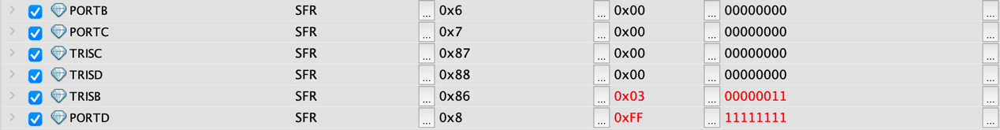 PORTB SFR ... 0x6 ... 0x00 ... 00000000 ...
PORTC SFR ... 0x7 ... 0x00 ... 00000000 ...
TRISC SFR ... 0x87 ... 0x00 ... 00000000 ...
TRISD SFR ... 0x88 ... 0x00 ... 00000000 ...
TRISB SFR ... 0x86 ... 0x03 ... 00000011 ...
PORTD SFR ... 0x8 ... 0xFF ... 11111111 ...